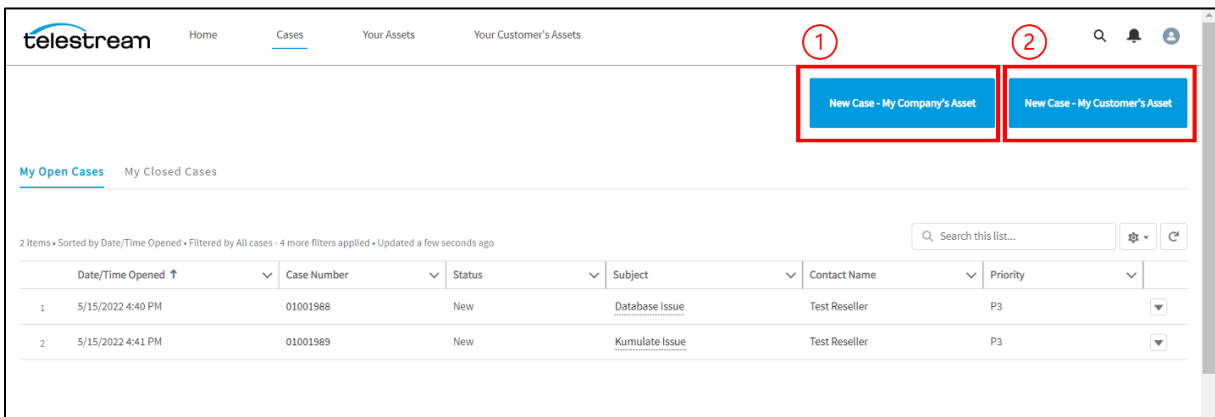 telestream Home Cases Your Assets Your Customer's Assets
1 2
New Case - My Company's Asset New Case - My Customer's Asset
My Open Cases My Closed Cases
2 Items • Sorted by Date/Time Opened • Filtered by All cases - 4 more filters applied • Updated a few seconds ago Search this list...
Date/Time Opened ↑ Case Number Status Subject Contact Name Priority
1 5/15/2022 4:40 PM 01001988 New Database Issue Test Reseller P3
2 5/15/2022 4:41 PM 01001989 New Kumulate Issue Test Reseller P3